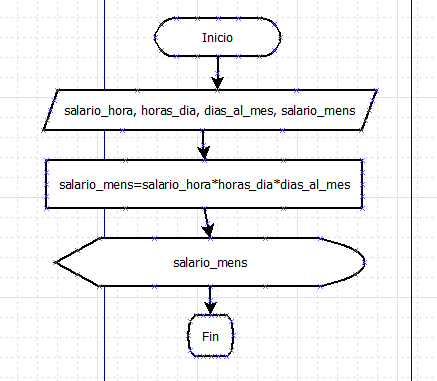 Inicio
salario_hora, horas_dia, dias_al_mes, salario_mens
salario_mens=salario_hora*horas_dia*dias_al_mes
salario_mens
Fin